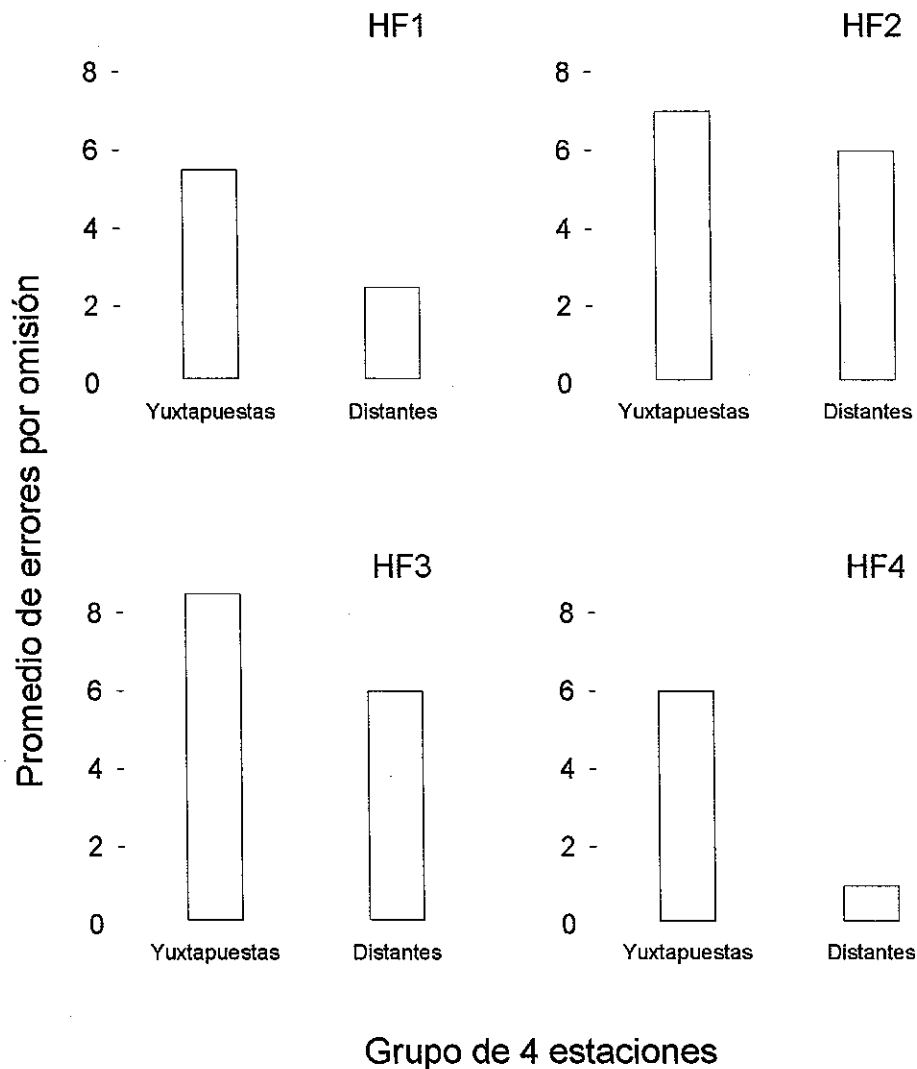 HF1
8 -
6 -
4 -
2 -
0
Yuxtapuestas
Distantes
HF2
8 -
6 -
4 -
2 -
0
Yuxtapuestas
Distantes
Promedio de errores por omisión
HF3
8 -
6 -
4 -
2 -
0
Yuxtapuestas
Distantes
HF4
8 -
6 -
4 -
2 -
0
Yuxtapuestas
Distantes
Grupo de 4 estaciones